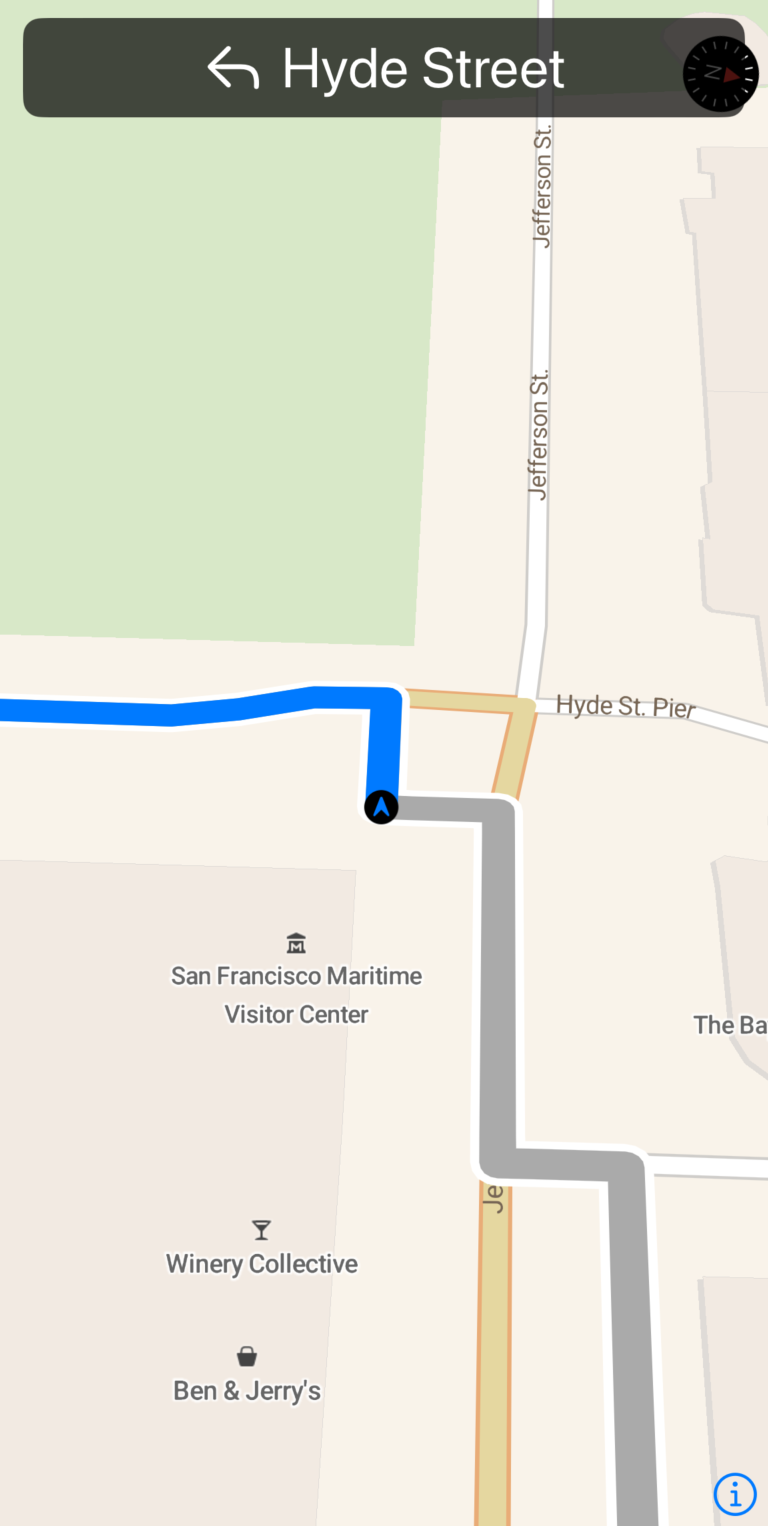 Hyde Street
N
Jefferson St.
Jefferson St.
Hyde St. Pier
San Francisco Maritime
Visitor Center
The Ba
Je
Winery Collective
Ben & Jerry's